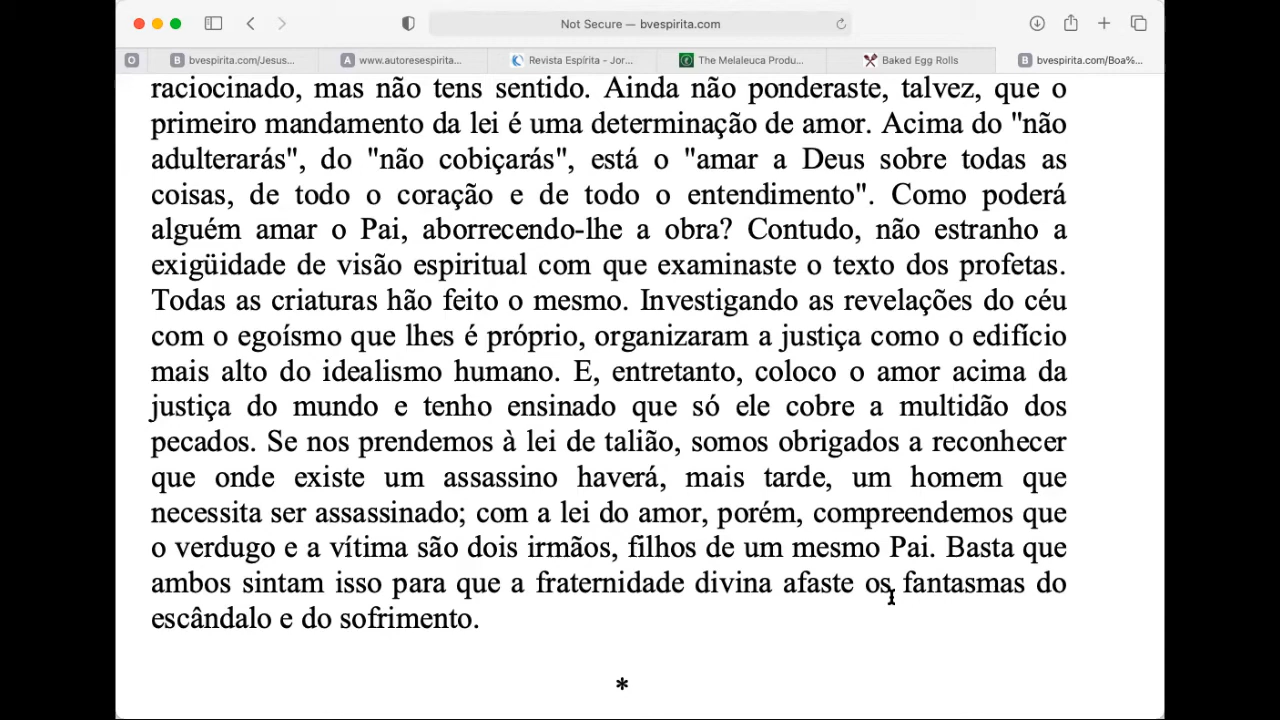 Not Secure — bvespirita.com
O
B bvespirita.com/Jesus...
A www.autoresespirita...
Revista Espírita - Jor...
The Melaleuca Produ...
Baked Egg Rolls
B bvespirita.com/Boa%...
raciocinado, mas não tens sentido. Ainda não ponderaste, talvez, que o
primeiro mandamento da lei é uma determinação de amor. Acima do "não
adulterarás", do "não cobiçarás", está o "amar a Deus sobre todas as
coisas, de todo o coração e de todo o entendimento". Como poderá
alguém amar o Pai, aborrecendo-lhe a obra? Contudo, não estranho a
exigüidade de visão espiritual com que examinaste o texto dos profetas.
Todas as criaturas hão feito o mesmo. Investigando as revelações do céu
com o egoísmo que lhes é próprio, organizaram a justiça como o edifício
mais alto do idealismo humano. E, entretanto, coloco o amor acima da
justiça do mundo e tenho ensinado que só ele cobre a multidão dos
pecados. Se nos prendemos à lei de talião, somos obrigados a reconhecer
que onde existe um assassino haverá, mais tarde, um homem que
necessita ser assassinado; com a lei do amor, porém, compreendemos que
o verdugo e a vítima são dois irmãos, filhos de um mesmo Pai. Basta que
ambos sintam isso para que a fraternidade divina afaste os fantasmas do
escândalo e do sofrimento.
*